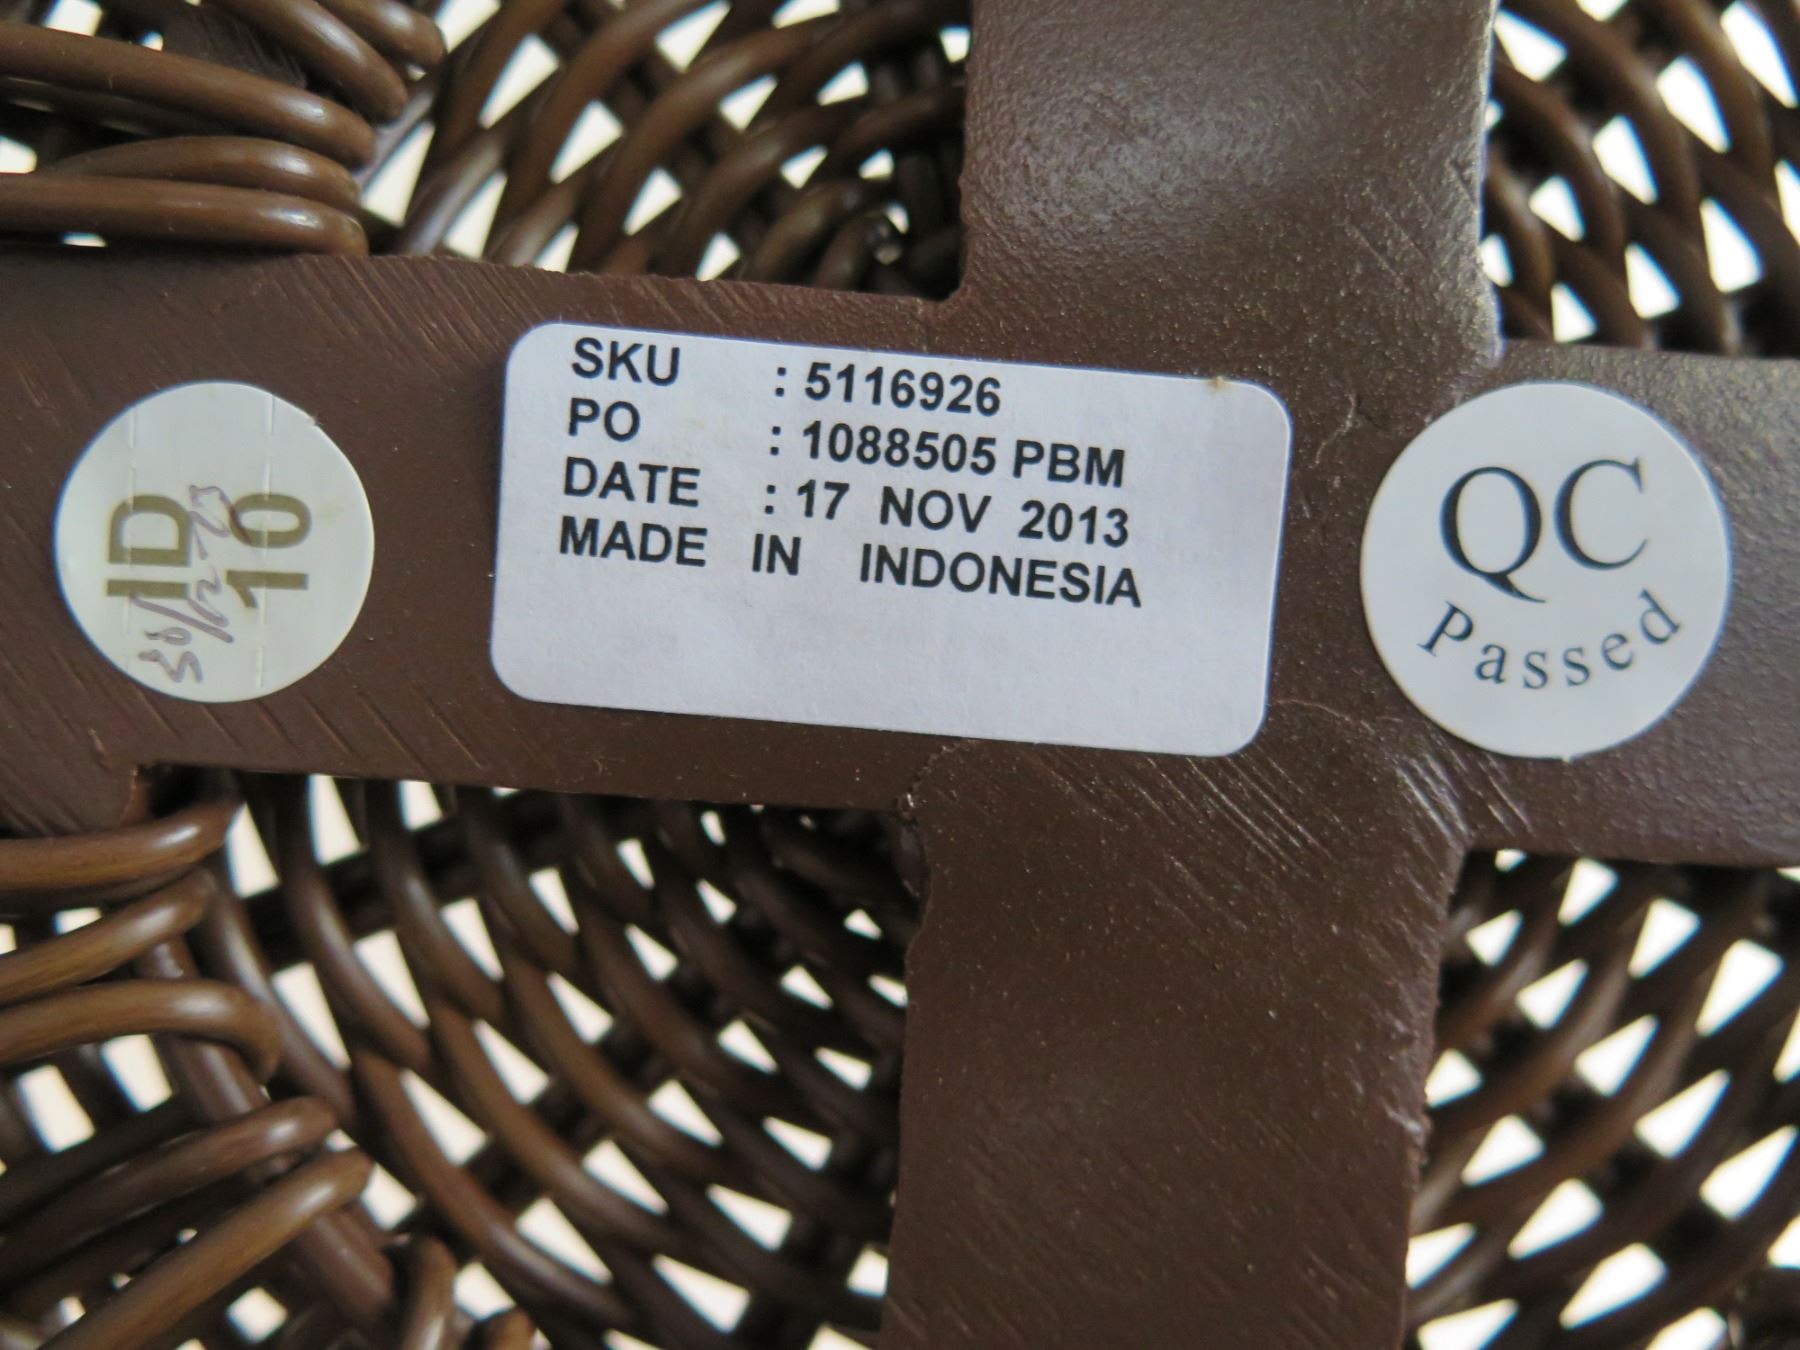 ID
10
SKU : 5116926
PO : 1088505 PBM
DATE : 17 NOV 2013
MADE IN INDONESIA
QC
Passed